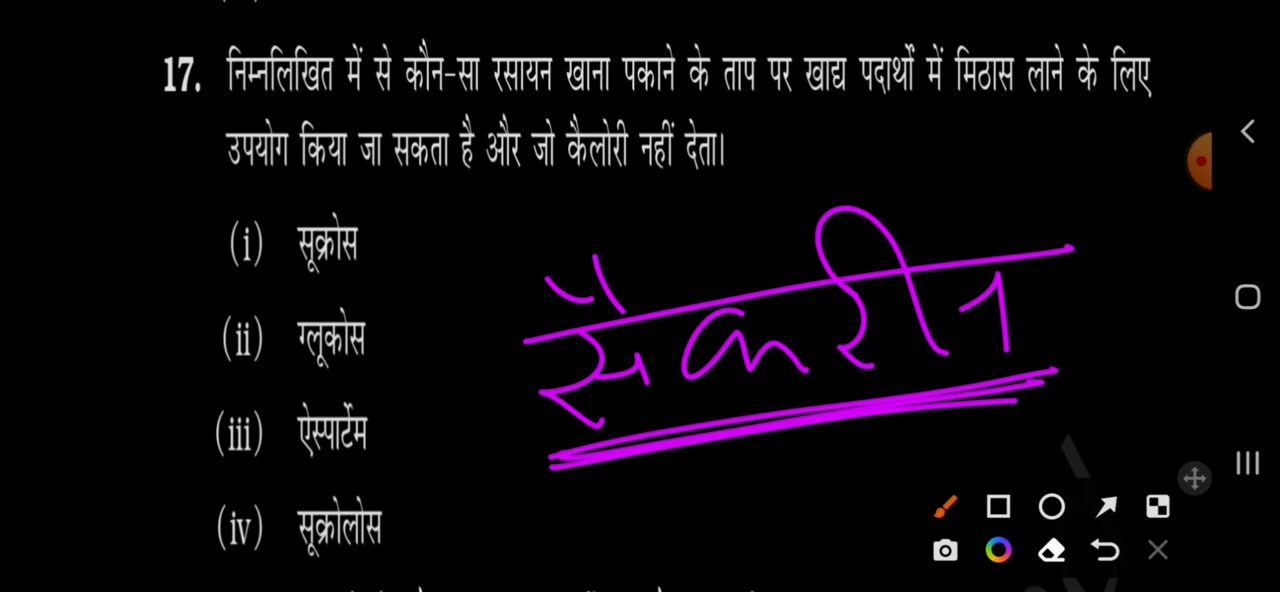 17. निम्नलिखित में से कौन-सा रसायन खाना पकाने के ताप पर खाद्य पदार्थों में मिठास लाने के लिए
उपयोग किया जा सकता है और जो कैलोरी नहीं देता।
(i) सूक्रोस
सैकरीन
(ii) ग्लूकोस
(iii) ऐस्पार्टेम
(iv) सूक्रोलोस